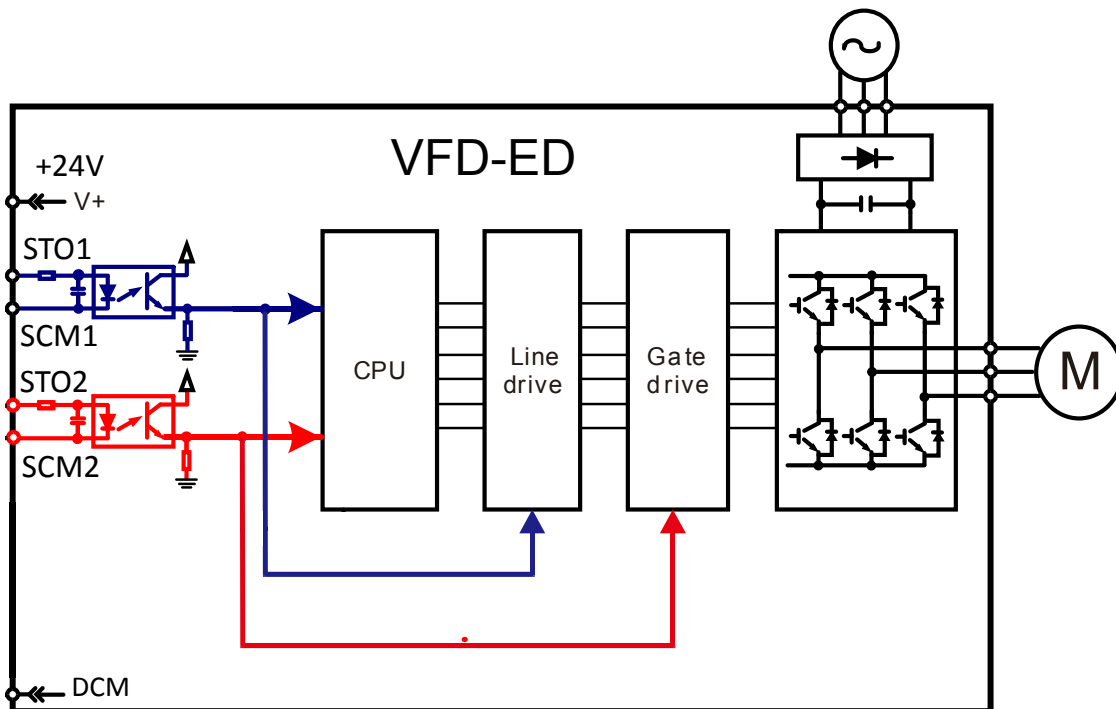 VFD-ED
+24V
V+
STO1
SCM1
STO2
SCM2
CPU
Line
drive
Gate
drive
M
DCM